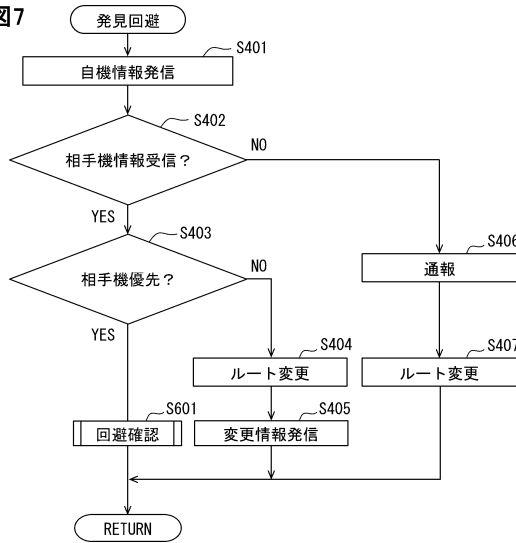 図7
発見回避
S401
自機情報発信
S402
相手機情報受信？
NO
YES
S403
相手機優先？
NO
YES
S406
通報
S404
ルート変更
S407
ルート変更
S601
回避確認
S405
変更情報発信
RETURN